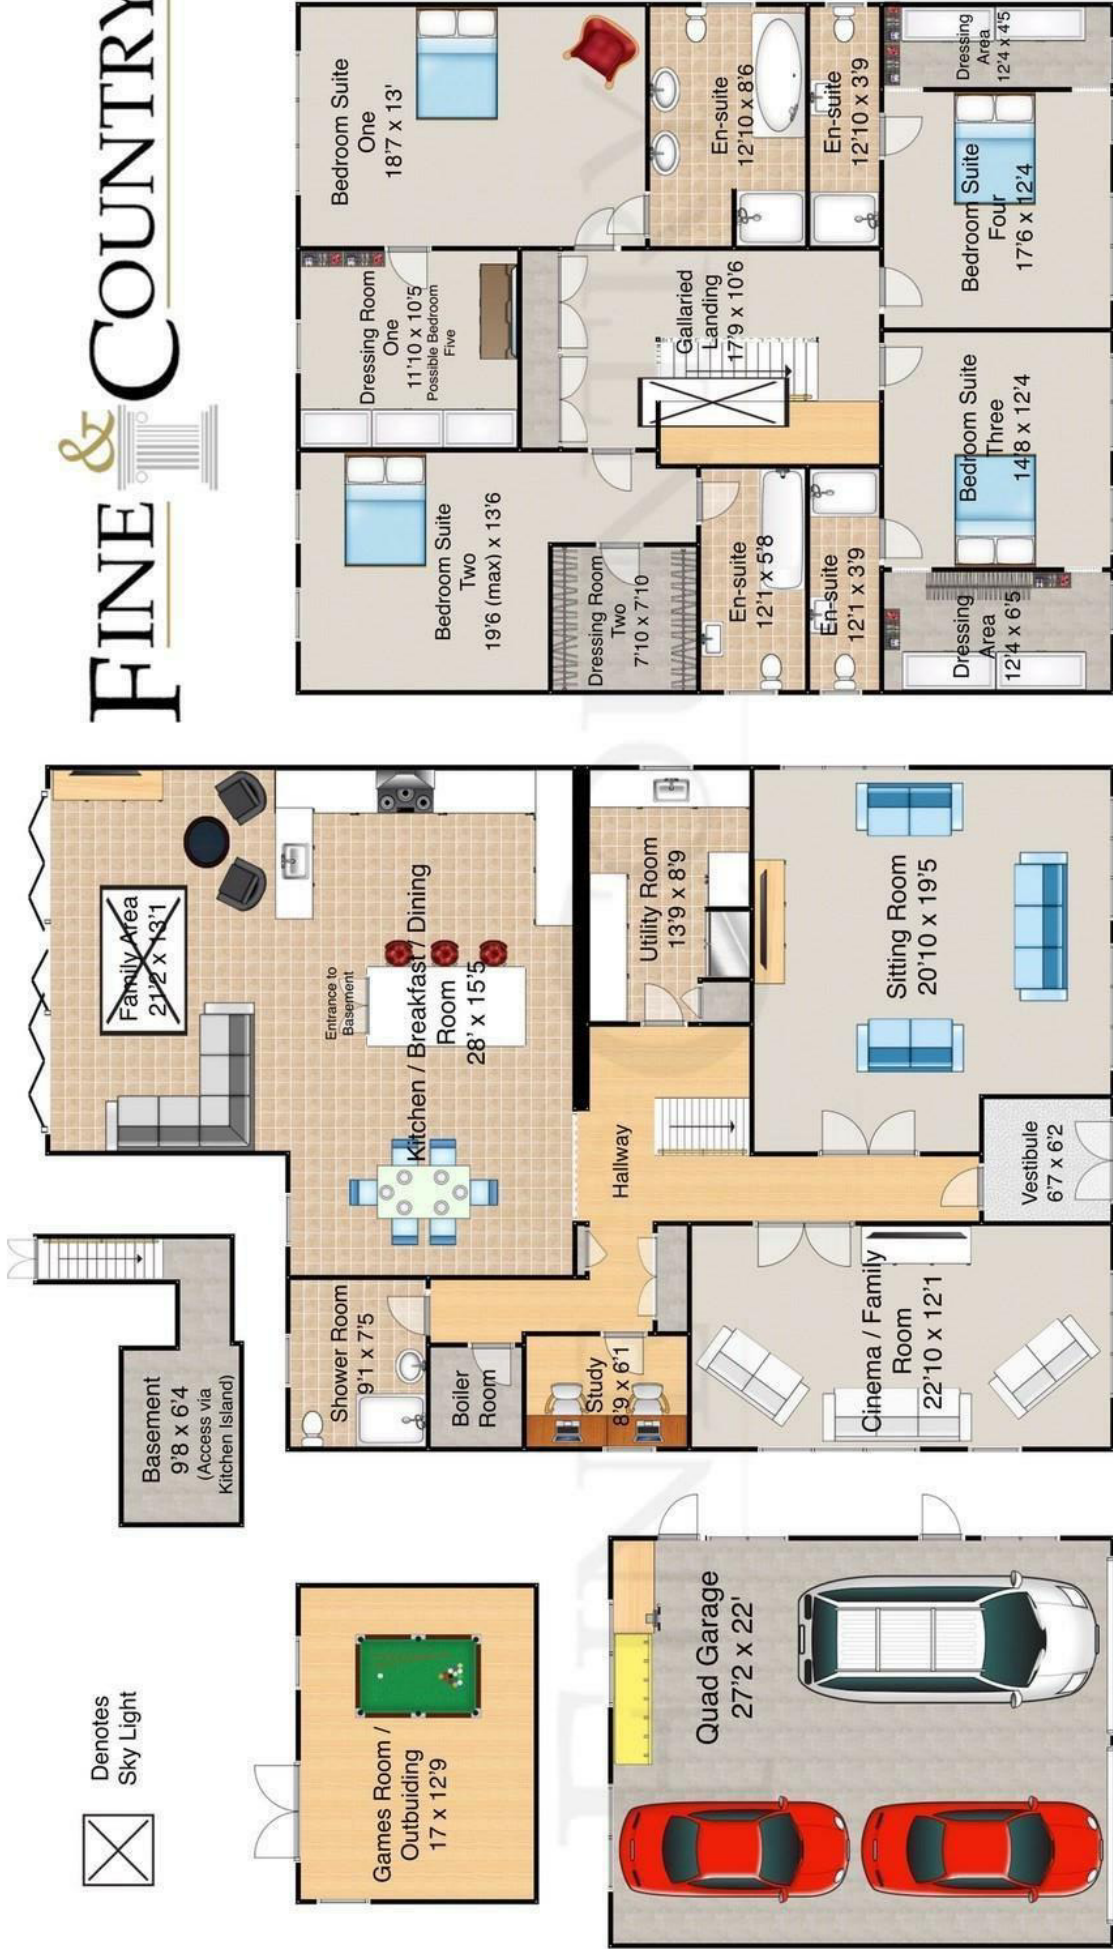 FINE & COUNTRY
Denotes
Sky Light
Games Room /
Outbuiding
17 x 12'9
Quad Garage
27'2 x 22'
Basement
9'8 x 6'4
(Access via
Kitchen Island)
Family Area
21'2 x 13'1
Entrance to
Basement
Kitchen / Breakfast / Dining
Room
28' x 15'5
Shower Room
9'1 x 7'5
Boiler
Room
Study
8'9 x 6'1
Hallway
Utility Room
13'9 x 8'9
Cinema / Family
Room
22'10 x 12'1
Sitting Room
20'10 x 19'5
Vestibule
6'7 x 6'2
Bedroom Suite
Two
19'6 (max) x 13'6
Dressing Room
One
11'10 x 10'5
Possible Bedroom
Five
Bedroom Suite
One
18'7 x 13'
Dressing Room
Two
7'10 x 7'10
En-suite
12'1 x 5'8
En-suite
12'1 x 3'9
Gallaried
Landing
17'9 x 10'6
En-suite
12'10 x 8'6
En-suite
12'10 x 3'9
Dressing
Area
12'4 x 6'5
Bedroom Suite
Three
14'8 x 12'4
Bedroom Suite
Four
17'6 x 12'4
Dressing
Area
12'4 x 4'5
FINE & COUNTRY